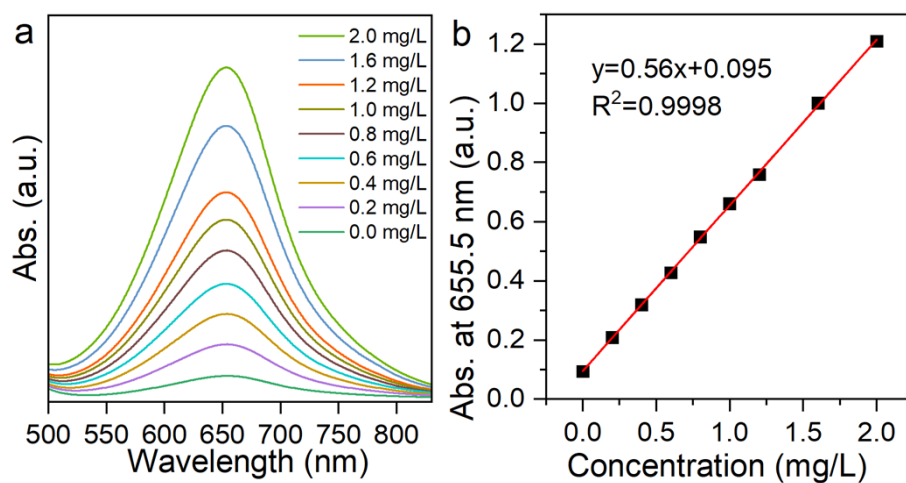 a
2.0 mg/L
1.6 mg/L
1.2 mg/L
1.0 mg/L
0.8 mg/L
0.6 mg/L
0.4 mg/L
0.2 mg/L
0.0 mg/L
Abs. (a.u.)
500 550 600 650 700 750 800
Wavelength (nm)
b
y=0.56x+0.095
R²=0.9998
Abs. at 655.5 nm (a.u.)
1.2
1.0
0.8
0.6
0.4
0.2
0.0
0.0 0.5 1.0 1.5 2.0
Concentration (mg/L)